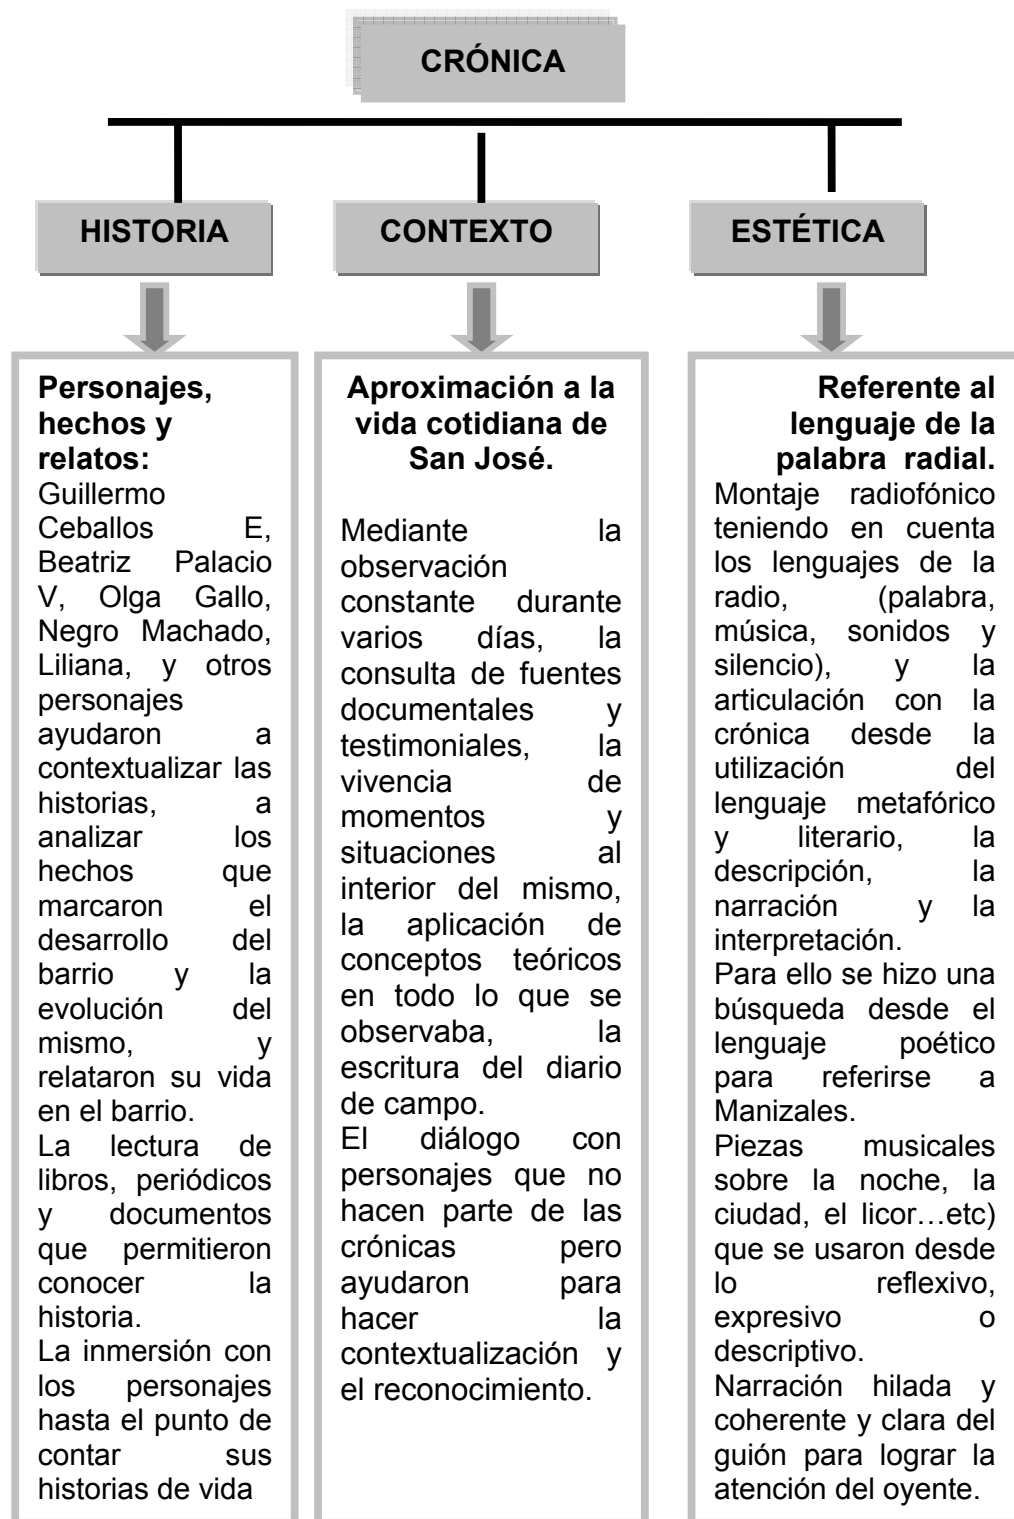 CRÓNICA
HISTORIA
CONTEXTO
ESTÉTICA
Personajes,
hechos y
relatos:
Guillermo
Ceballos E,
Beatriz Palacio
V, Olga Gallo,
Negro Machado,
Liliana, y otros
personajes
ayudaron a
contextualizar las
historias, a
analizar los
hechos que
marcaron el
desarrollo del
barrio y la
evolución del
mismo, y
relataron su vida
en el barrio.
La lectura de
libros, periódicos
y documentos
que permitieron
conocer la
historia.
La inmersión con
los personajes
hasta el punto de
contar sus
historias de vida
Aproximación a la
vida cotidiana de
San José.
Mediante la
observación
constante durante
varios días, la
consulta de fuentes
documentales y
testimoniales, la
vivencia de
momentos y
situaciones al
interior del mismo,
la aplicación de
conceptos teóricos
en todo lo que se
observaba, la
escritura del diario
de campo.
El diálogo con
personajes que no
hacen parte de las
crónicas pero
ayudaron para
hacer la
contextualización y
el reconocimiento.
Referente al
lenguaje de la
palabra radial.
Montaje radiofónico
teniendo en cuenta
los lenguajes de la
radio, (palabra,
música, sonidos y
silencio), y la
articulación con la
crónica desde la
utilización del
lenguaje metafórico
y literario, la
descripción, la
narración y la
interpretación.
Para ello se hizo una
búsqueda desde el
lenguaje poético
para referirse a
Manizales.
Piezas musicales
sobre la noche, la
ciudad, el licor…etc)
que se usaron desde
lo reflexivo,
expresivo o
descriptivo.
Narración hilada y
coherente y clara del
guión para lograr la
atención del oyente.